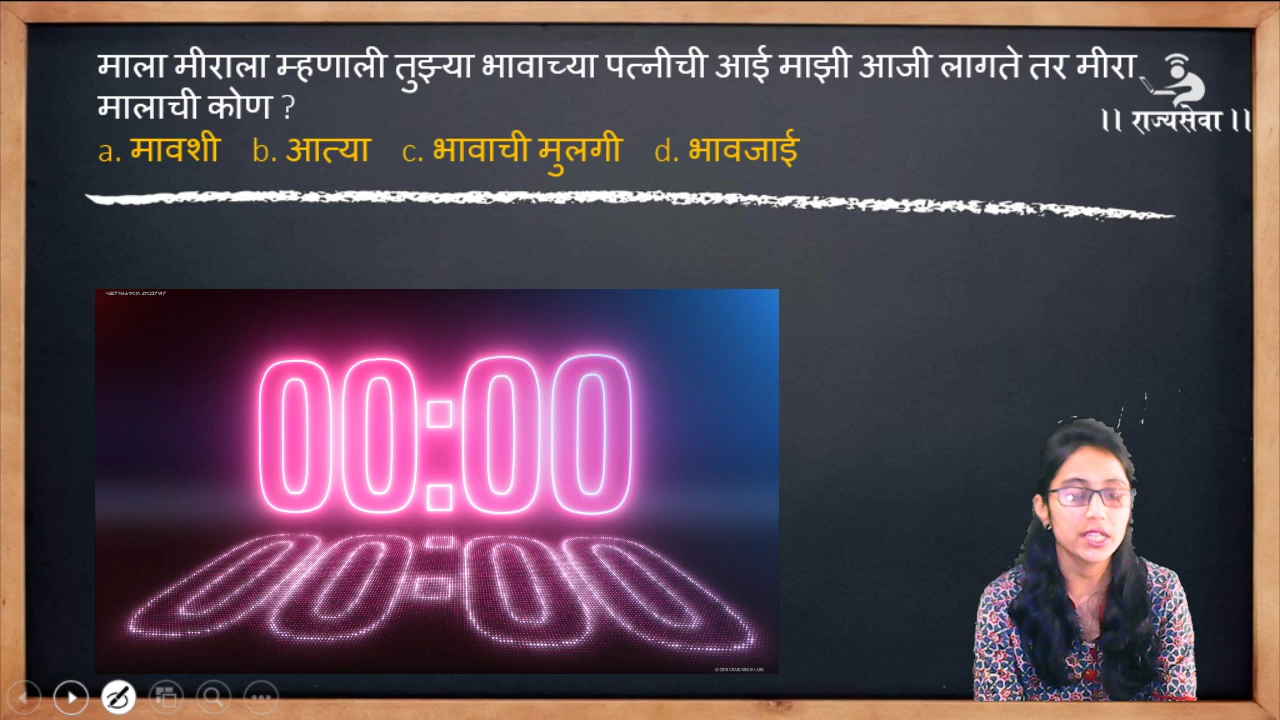 माला मीराला म्हणाली तुझ्या भावाच्या पत्नीची आई माझी आजी लागते तर मीरा
मालाची कोण ?
a. मावशी b. आत्या c. भावाची मुलगी d. भावजाई
।। राज्यसेवा ।।
00:00